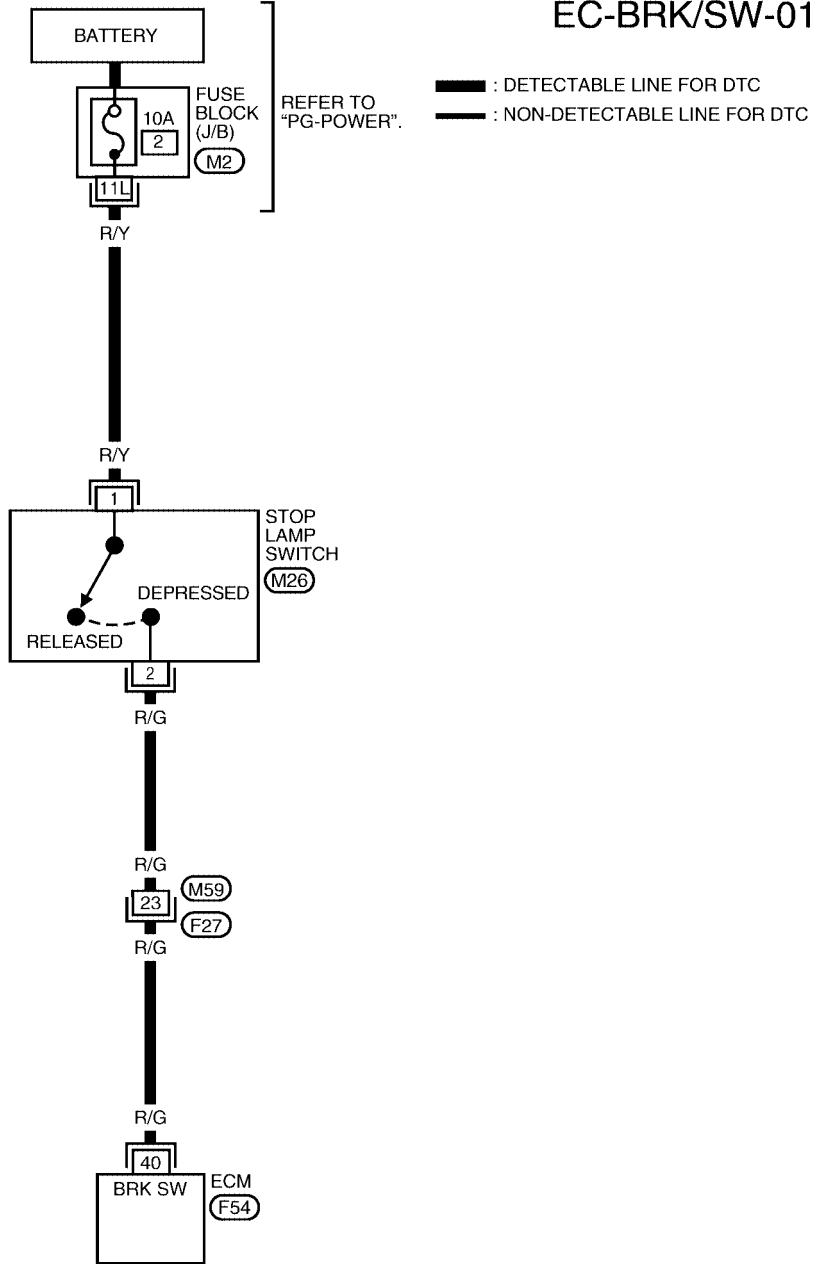 EC-BRK/SW-01
BATTERY
: DETECTABLE LINE FOR DTC
: NON-DETECTABLE LINE FOR DTC
10A
2
FUSE
BLOCK
(J/B)
M2
REFER TO
“PG-POWER”.
11L
R/Y
R/Y
1
STOP
LAMP
SWITCH
M26
DEPRESSED
RELEASED
2
R/G
R/G
M59
23
F27
R/G
R/G
40
BRK SW
ECM
F54